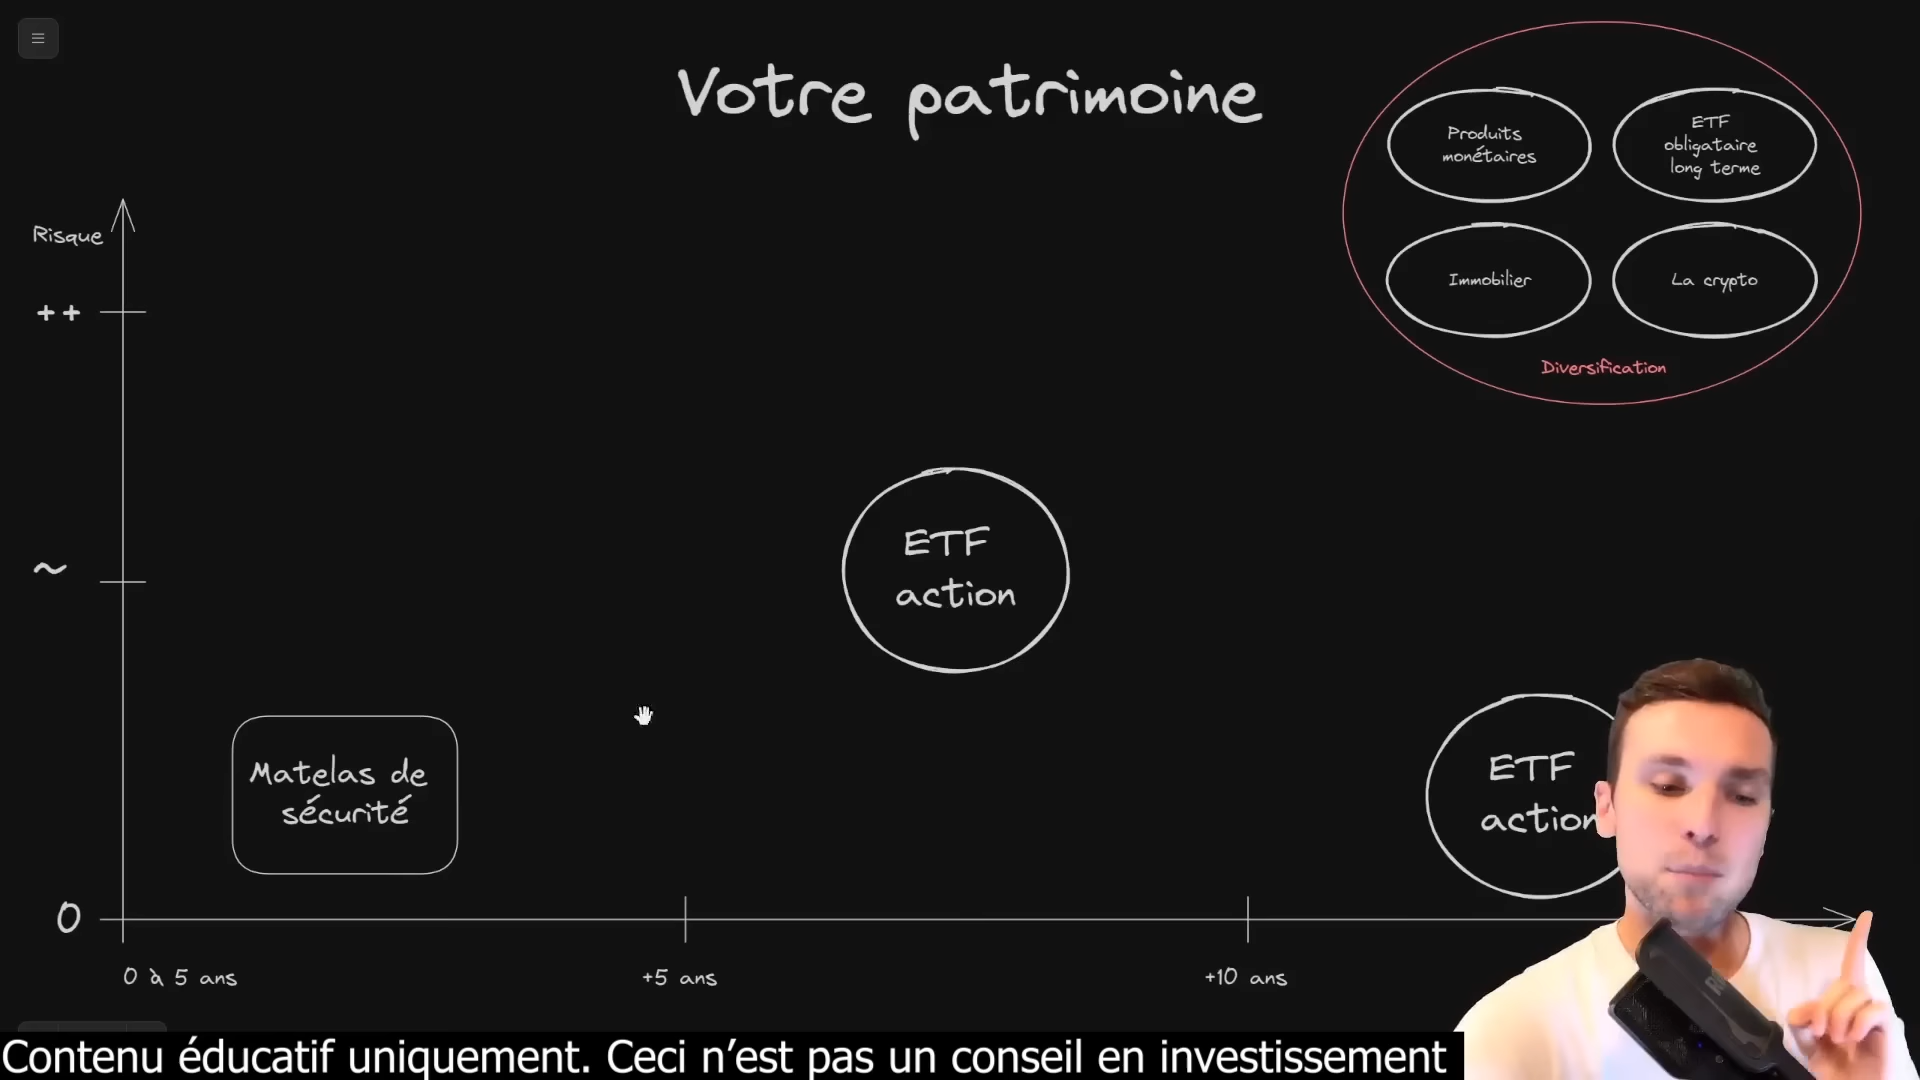 Votre patrimoine
Produits
monétaires
ETF
obligataire
long terme
Immobilier
La crypto
Diversification
Risque
++
~
0
ETF
action
Matelas de
sécurité
ETF
action
0 à 5 ans
+5 ans
+10 ans
Contenu éducatif uniquement. Ceci n’est pas un conseil en investissement